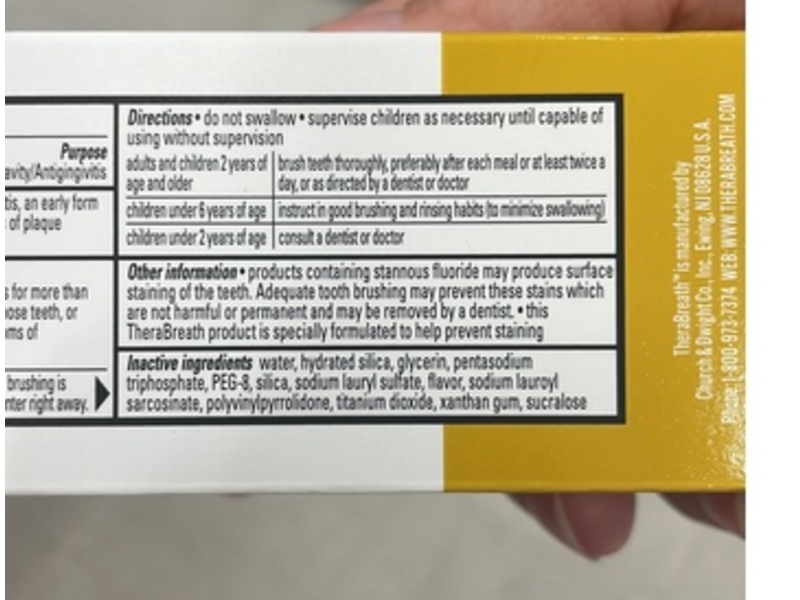 Purpose
avity/Antigingivitis
tis, an early form
of plaque
s for more than
oose teeth, or
ms of
brushing is
nter right away.
Directions • do not swallow • supervise children as necessary until capable of
using without supervision
adults and children 2 years of age and older
brush teeth thoroughly, preferably after each meal or at least twice a
day, or as directed by a dentist or doctor
children under 6 years of age instruct in good brushing and rinsing habits (to minimize swallowing)
children under 2 years of age consult a dentist or doctor
Other information • products containing stannous fluoride may produce surface
staining of the teeth. Adequate tooth brushing may prevent these stains which
are not harmful or permanent and may be removed by a dentist. • this
TheraBreath product is specially formulated to help prevent staining
Inactive ingredients water, hydrated silica, glycerin, pentasodium
triphosphate, PEG-8, silica, sodium lauryl sulfate, flavor, sodium lauroyl
sarcosinate, polyvinylpyrrolidone, titanium dioxide, xanthan gum, sucralose
TheraBreath™ is manufactured by
Church & Dwight Co., Inc., Ewing, NJ 08628 U.S.A.
Phone: 1-800-973-7374 WEB: WWW.THERABREATH.COM